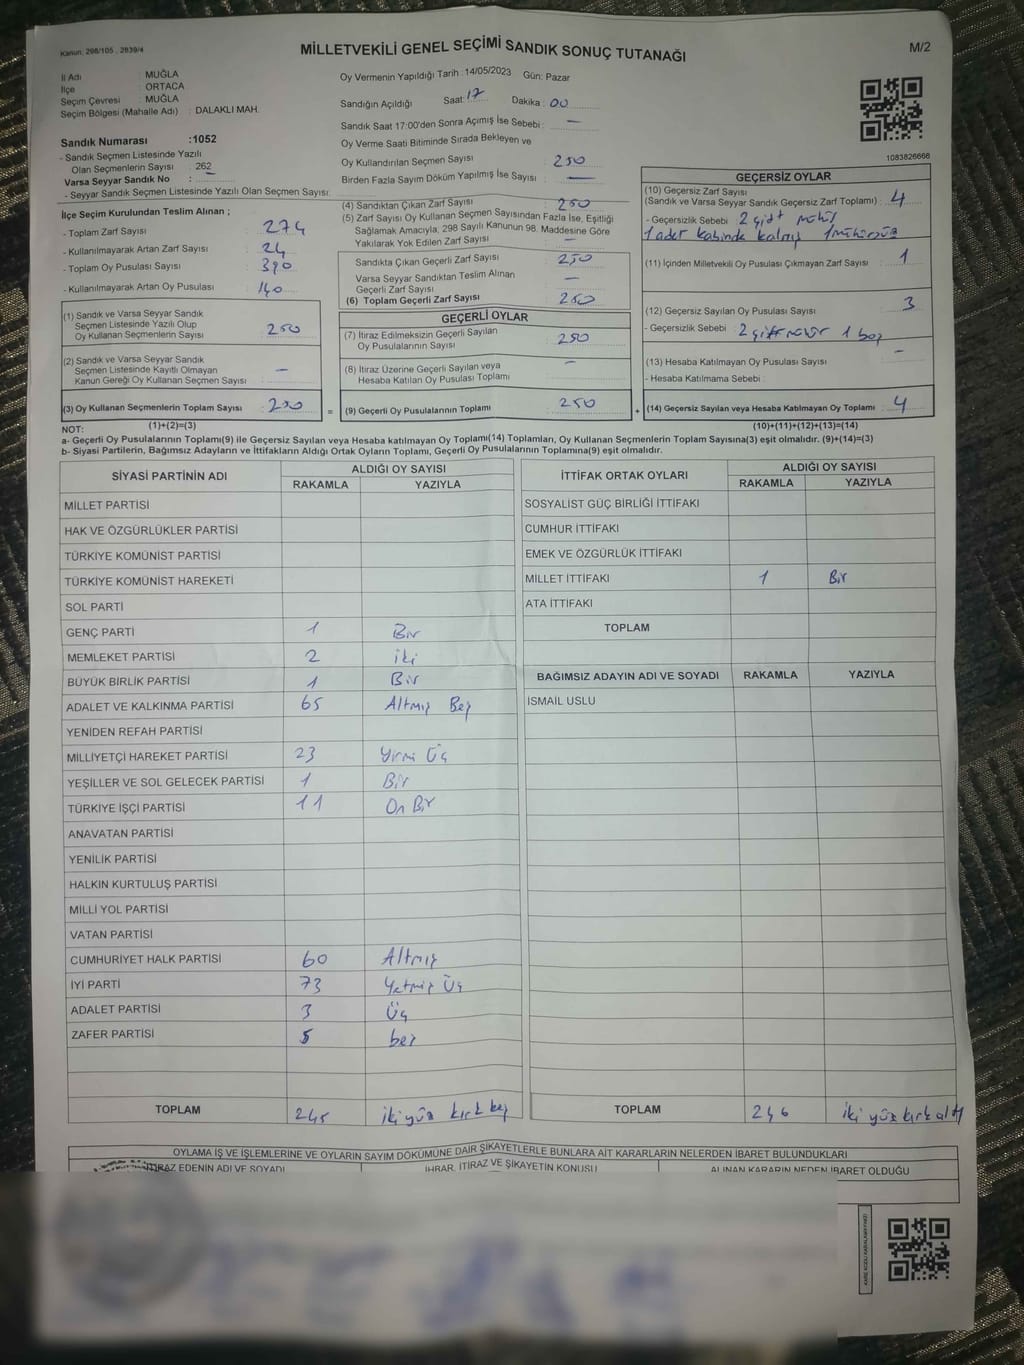 Kanun: 298/105 , 2839/4
MİLLETVEKİLİ GENEL SEÇİMİ SANDIK SONUÇ TUTANAĞI
M/2
İl Adı : MUĞLA
İlçe : ORTACA
Seçim Çevresi : MUĞLA
Seçim Bölgesi (Mahalle Adı) : DALAKLI MAH.
Oy Vermenin Yapıldığı Tarih :14/05/2023 Gün: Pazar
Sandığın Açıldığı Saat: 17 Dakika : 00
Sandık Saat 17:00'den Sonra Açımış İse Sebebi : —
Oy Verme Saati Bitiminde Sırada Bekleyen ve
Oy Kullandırılan Seçmen Sayısı 250
Birden Fazla Sayım Döküm Yapılmış İse Sayısı : —
1083826666
Sandık Numarası :1052
- Sandık Seçmen Listesinde Yazılı
Olan Seçmenlerin Sayısı : 262
Varsa Seyyar Sandık No :
- Seyyar Sandık Seçmen Listesinde Yazılı Olan Seçmen Sayısı:
İlçe Seçim Kurulundan Teslim Alınan ;
- Toplam Zarf Sayısı : 274
- Kullanılmayarak Artan Zarf Sayısı : 24
- Toplam Oy Pusulası Sayısı : 390
- Kullanılmayarak Artan Oy Pusulası : 140
(1) Sandık ve Varsa Seyyar Sandık
Seçmen Listesinde Yazılı Olup
Oy Kullanan Seçmenlerin Sayısı : 250
(2) Sandık ve Varsa Seyyar Sandık
Seçmen Listesinde Kayıtlı Olmayan
Kanun Gereği Oy Kullanan Seçmen Sayısı : —
(3) Oy Kullanan Seçmenlerin Toplam Sayısı : 250
(1)+(2)=(3)
(4) Sandıktan Çıkan Zarf Sayısı : 250
(5) Zarf Sayısı Oy Kullanan Seçmen Sayısından Fazla İse, Eşitliği
Sağlamak Amacıyla, 298 Sayılı Kanunun 98. Maddesine Göre
Yakılarak Yok Edilen Zarf Sayısı : —
Sandıkta Çıkan Geçerli Zarf Sayısı : 250
Varsa Seyyar Sandıktan Teslim Alınan
Geçerli Zarf Sayısı : —
(6) Toplam Geçerli Zarf Sayısı : 250
GEÇERLİ OYLAR
(7) İtiraz Edilmeksizin Geçerli Sayılan
Oy Pusulalarının Sayısı : 250
(8) İtiraz Üzerine Geçerli Sayılan veya
Hesaba Katılan Oy Pusulası Toplamı : —
= (9) Geçerli Oy Pusulalarının Toplamı : 250 +
GEÇERSİZ OYLAR
(10) Geçersiz Zarf Sayısı
(Sandık ve Varsa Seyyar Sandık Geçersiz Zarf Toplamı) : 4
- Geçersizlik Sebebi : 2 çift mühür
1 adet kabinde kalmış 1 mühürsüz
(11) İçinden Milletvekili Oy Pusulası Çıkmayan Zarf Sayısı : 1
(12) Geçersiz Sayılan Oy Pusulası Sayısı : 3
- Geçersizlik Sebebi : 2 çift mühür 1 boş
(13) Hesaba Katılmayan Oy Pusulası Sayısı : —
- Hesaba Katılmama Sebebi :
(14) Geçersiz Sayılan veya Hesaba Katılmayan Oy Toplamı : 4
(10)+(11)+(12)+(13)=(14)
NOT:
a- Geçerli Oy Pusulalarının Toplamı(9) ile Geçersiz Sayılan veya Hesaba katılmayan Oy Toplamı(14) Toplamları, Oy Kullanan Seçmenlerin Toplam Sayısına(3) eşit olmalıdır. (9)+(14)=(3)
b- Siyasi Partilerin, Bağımsız Adayların ve İttifakların Aldığı Ortak Oyların Toplamı, Geçerli Oy Pusulalarının Toplamına(9) eşit olmalıdır.
SİYASİ PARTİNİN ADI ALDIĞI OY SAYISI
RAKAMLA YAZIYLA
MİLLET PARTİSİ
HAK VE ÖZGÜRLÜKLER PARTİSİ
TÜRKİYE KOMÜNİST PARTİSİ
TÜRKİYE KOMÜNİST HAREKETİ
SOL PARTİ
GENÇ PARTİ 1 Bir
MEMLEKET PARTİSİ 2 iki
BÜYÜK BİRLİK PARTİSİ 1 Bir
ADALET VE KALKINMA PARTİSİ 65 Altmış Beş
YENİDEN REFAH PARTİSİ
MİLLİYETÇİ HAREKET PARTİSİ 23 Yirmi Üç
YEŞİLLER VE SOL GELECEK PARTİSİ 1 Bir
TÜRKİYE İŞÇİ PARTİSİ 11 On Bir
ANAVATAN PARTİSİ
YENİLİK PARTİSİ
HALKIN KURTULUŞ PARTİSİ
MİLLİ YOL PARTİSİ
VATAN PARTİSİ
CUMHURİYET HALK PARTİSİ 60 Altmış
İYİ PARTİ 73 Yetmiş Üç
ADALET PARTİSİ 3 Üç
ZAFER PARTİSİ 5 beş
TOPLAM 245 iki yüz kırk beş
İTTİFAK ORTAK OYLARI ALDIĞI OY SAYISI
RAKAMLA YAZIYLA
SOSYALİST GÜÇ BİRLİĞİ İTTİFAKI
CUMHUR İTTİFAKI
EMEK VE ÖZGÜRLÜK İTTİFAKI
MİLLET İTTİFAKI 1 Bir
ATA İTTİFAKI
TOPLAM
BAĞIMSIZ ADAYIN ADI VE SOYADI RAKAMLA YAZIYLA
İSMAİL USLU
TOPLAM 246 iki yüz kırk altı
OYLAMA İŞ VE İŞLEMLERİNE VE OYLARIN SAYIM DÖKÜMÜNE DAİR ŞİKAYETLERLE BUNLARA AİT KARARLARIN NELERDEN İBARET BULUNDUKLARI
İTİRAZ EDENİN ADI VE SOYADI İHBAR, İTİRAZ VE ŞİKAYETİN KONUSU ALINAN KARARIN NEDEN İBARET OLDUĞU